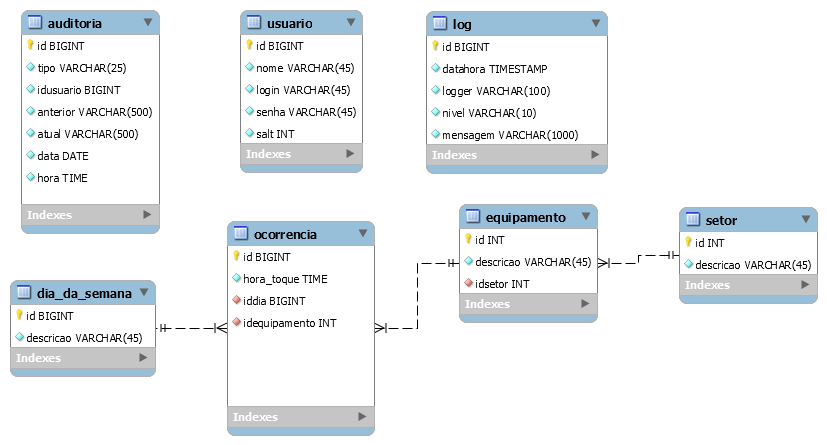 auditoria
id BIGINT
tipo VARCHAR(25)
idusuario BIGINT
anterior VARCHAR(500)
atual VARCHAR(500)
data DATE
hora TIME
Indexes
usuario
id BIGINT
nome VARCHAR(45)
login VARCHAR(45)
senha VARCHAR(45)
salt INT
Indexes
log
id BIGINT
datahora TIMESTAMP
logger VARCHAR(100)
nivel VARCHAR(10)
mensagem VARCHAR(1000)
Indexes
dia_da_semana
id BIGINT
descricao VARCHAR(45)
Indexes
ocorrencia
id BIGINT
hora_toque TIME
iddia BIGINT
idequipamento INT
Indexes
equipamento
id INT
descricao VARCHAR(45)
idsetor INT
Indexes
setor
id INT
descricao VARCHAR(45)
Indexes